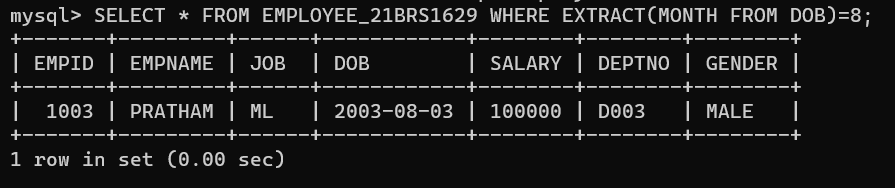 mysql> SELECT * FROM EMPLOYEE_21BRS1629 WHERE EXTRACT(MONTH FROM DOB)=8;
+-------+---------+------+------------+--------+--------+--------+
| EMPID | EMPNAME | JOB  | DOB        | SALARY | DEPTNO | GENDER |
+-------+---------+------+------------+--------+--------+--------+
|  1003 | PRATHAM | ML   | 2003-08-03 | 100000 | D003   | MALE   |
+-------+---------+------+------------+--------+--------+--------+
1 row in set (0.00 sec)